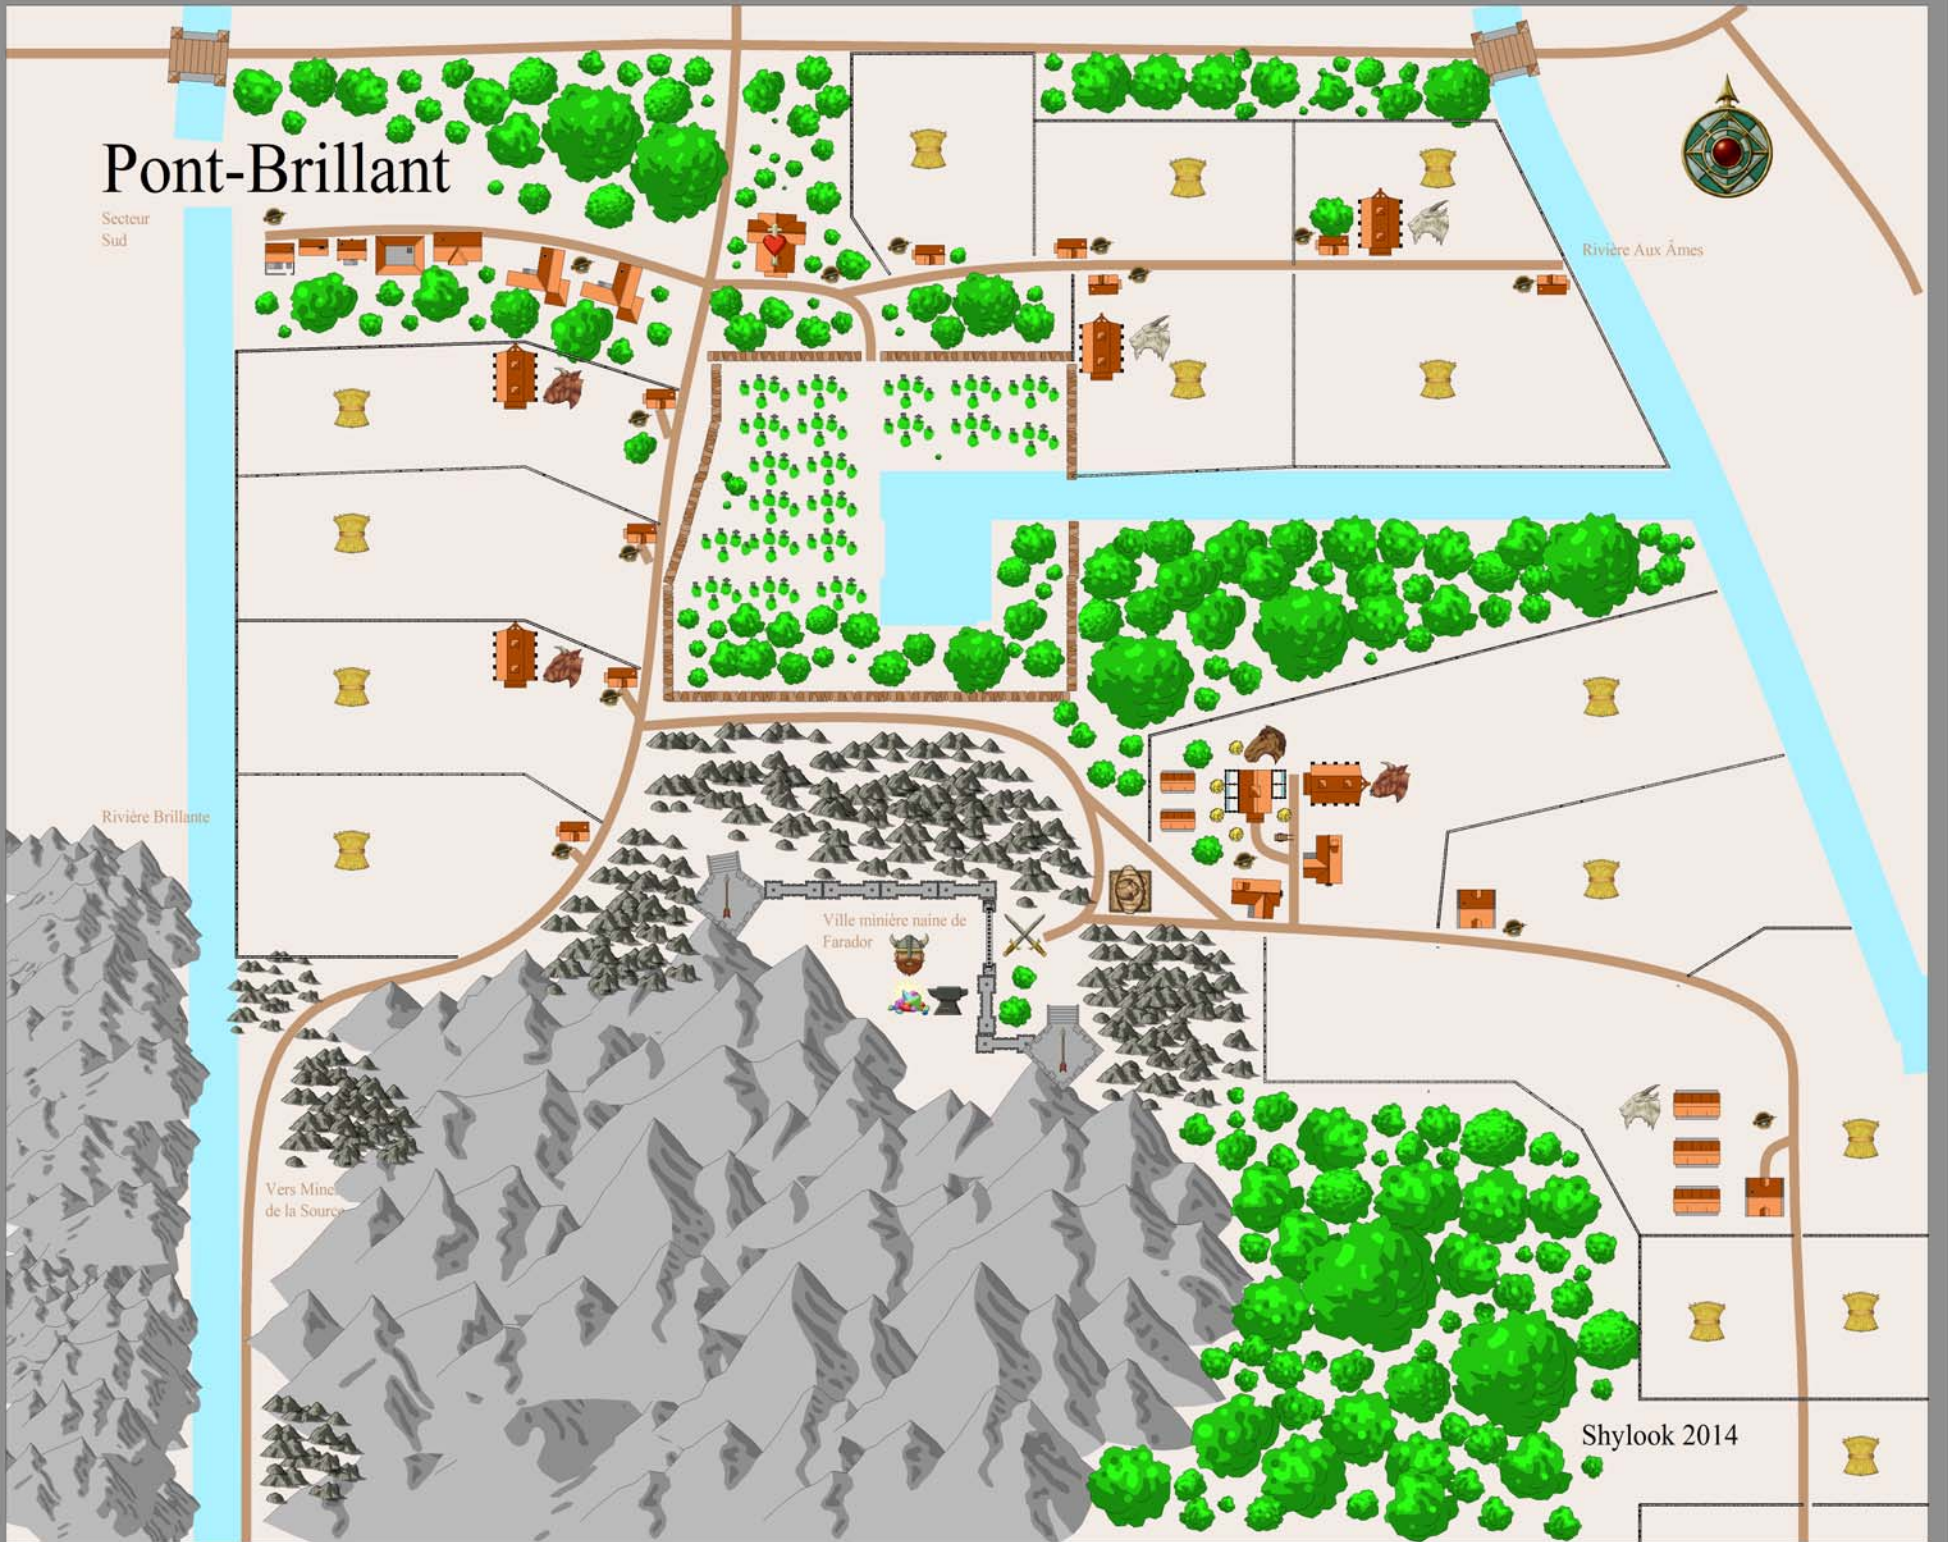 Pont-Brillant
Secteur
Sud
Rivière Aux Âmes
Rivière Brillante
Ville minière naine de
Farador
Vers Mines
de la Source
Shylook 2014